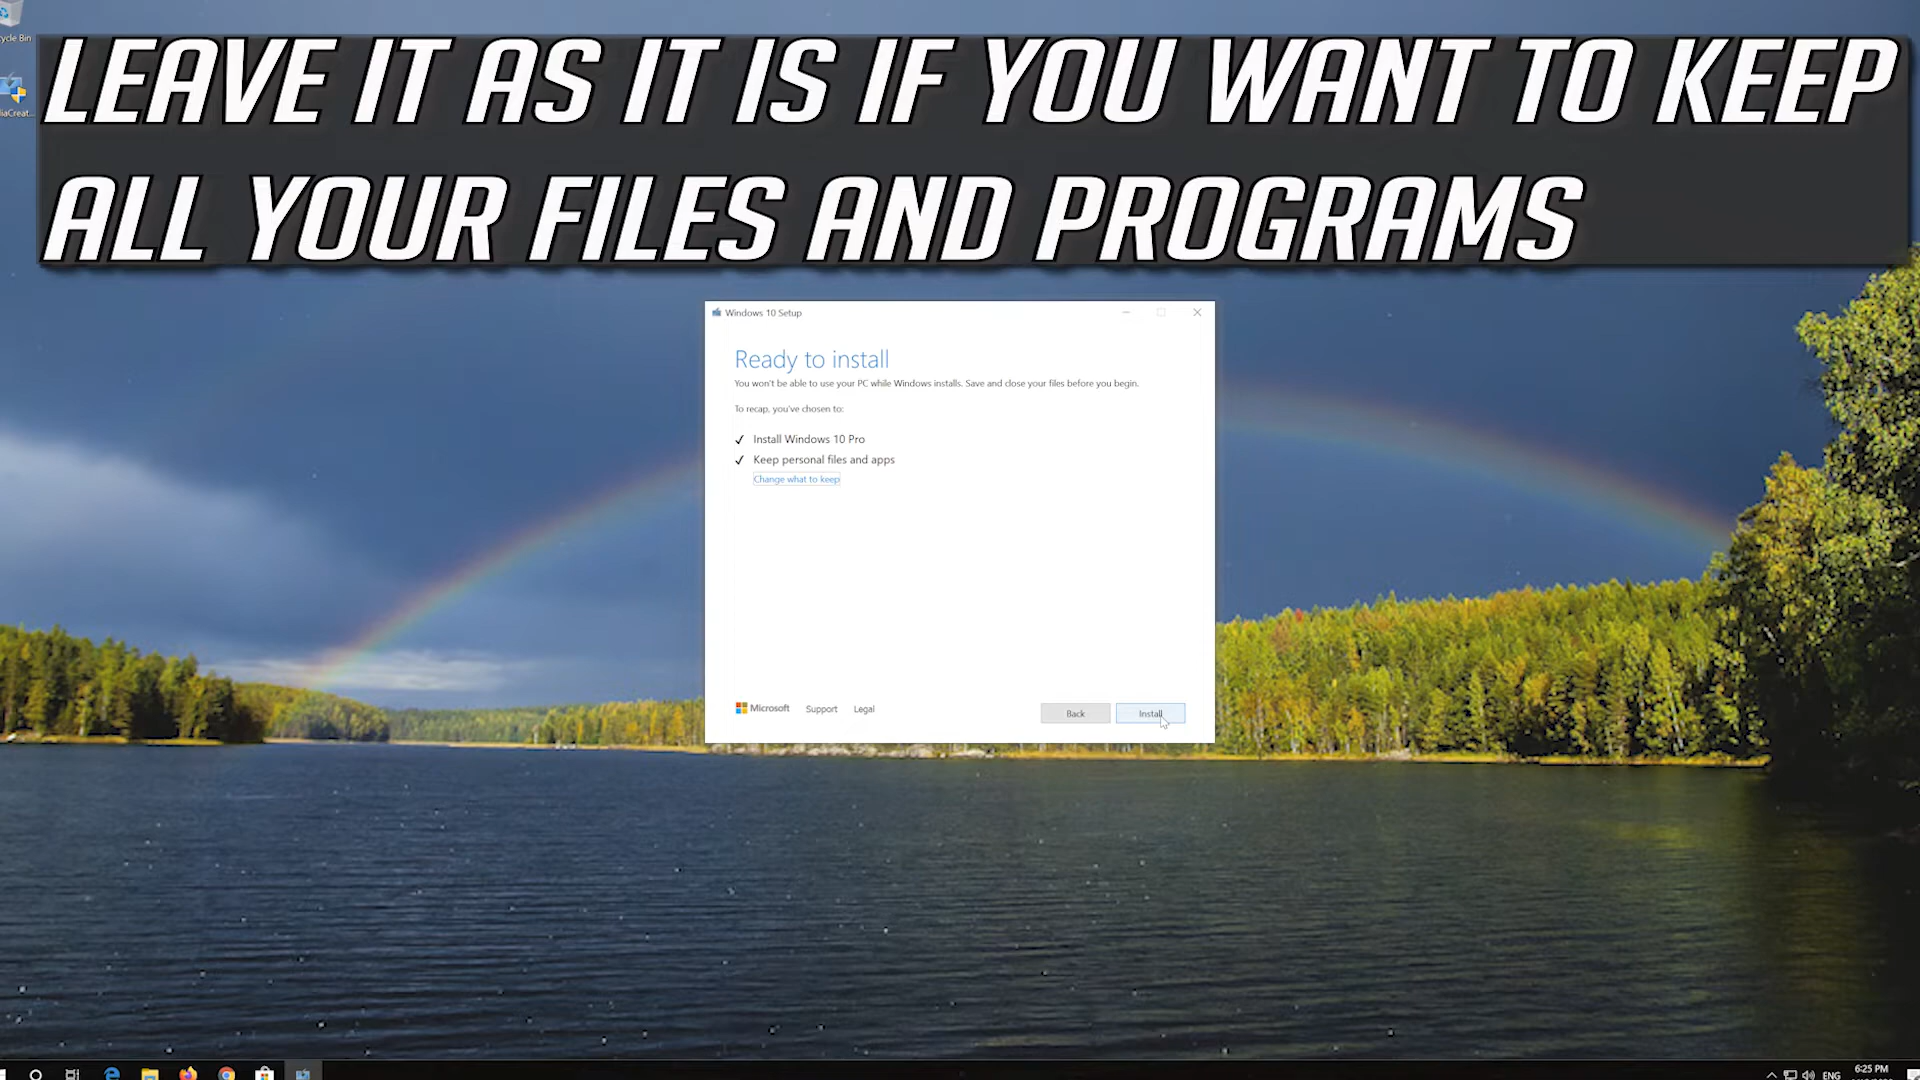 LEAVE IT AS IT IS IF YOU WANT TO KEEP
ALL YOUR FILES AND PROGRAMS
Windows 10 Setup
Ready to install
You won't be able to use your PC while Windows installs. Save and close your files before you begin.
To recap, you've chosen to:
Install Windows 10 Pro
Keep personal files and apps
Change what to keep
Microsoft Support Legal
Back Install
ENG
6:25 PM